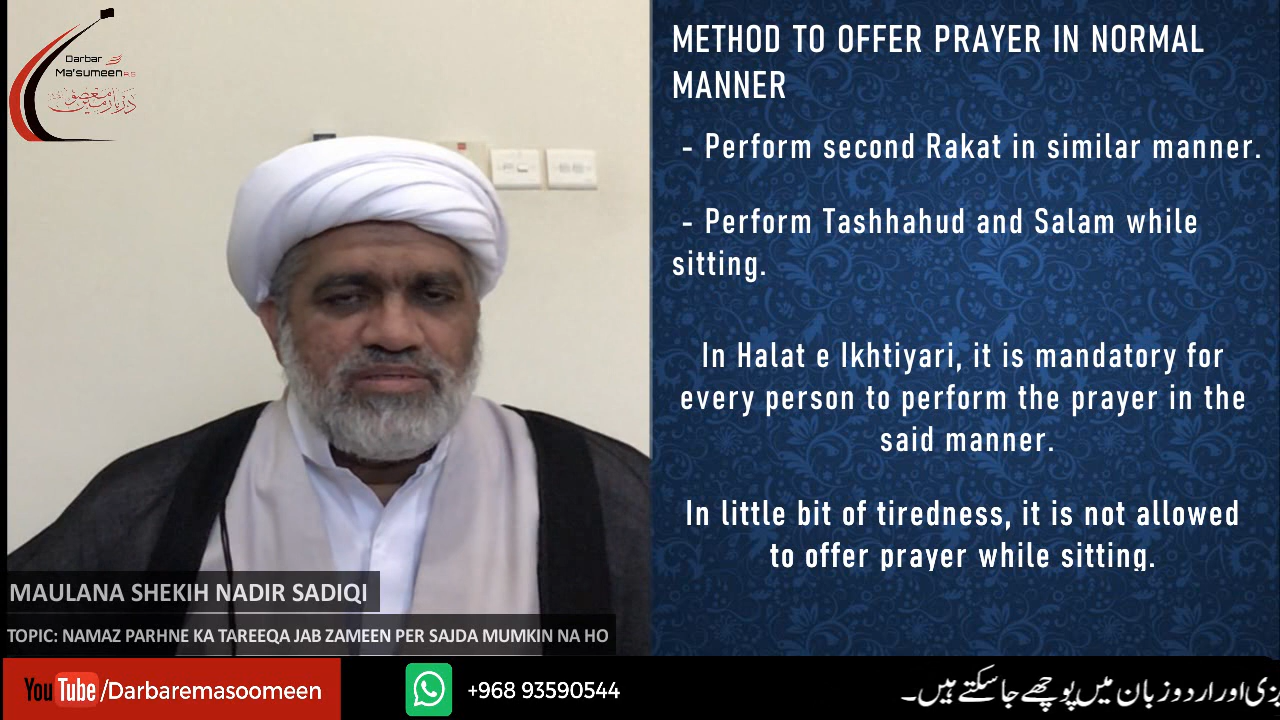 Darbar
Ma'sumeen A.S
METHOD TO OFFER PRAYER IN NORMAL
MANNER
- Perform second Rakat in similar manner.
- Perform Tashhahud and Salam while
sitting.
In Halat e Ikhtiyari, it is mandatory for
every person to perform the prayer in the
said manner.
In little bit of tiredness, it is not allowed
to offer prayer while sitting.
MAULANA SHEKIH NADIR SADIQI
TOPIC: NAMAZ PARHNE KA TAREEQA JAB ZAMEEN PER SAJDA MUMKIN NA HO
YouTube/Darbaremasoomeen
+968 93590544
اور اردو زبان میں پوچھے جا سکتے ہیں۔